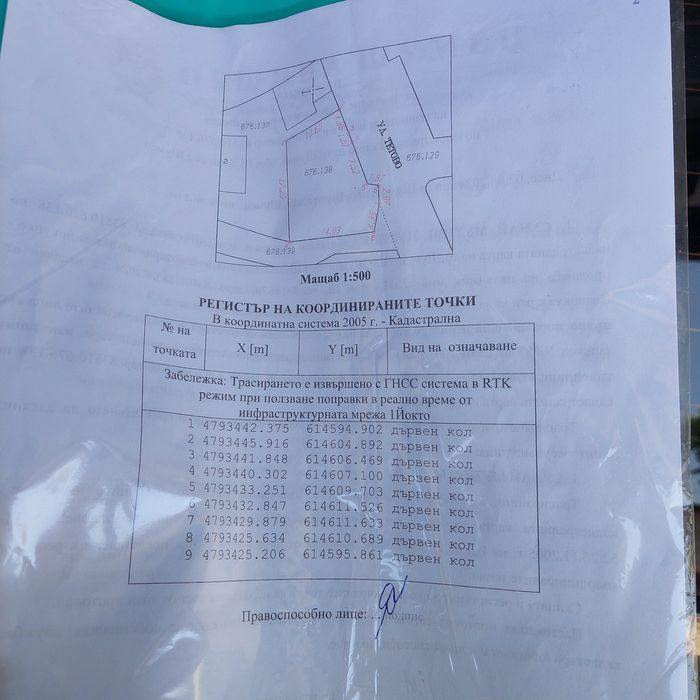 676.137
УЛ. ТЕТОВО
676.129
2
676.138
14.83
676.139
Мащаб 1:500
РЕГИСТЪР НА КООРДИНИРАНИТЕ ТОЧКИ
В координатна система 2005 г. - Кадастрална
№ на точката X [m] Y [m] Вид на означаване
Забележка: Трасирането е извършено с ГНСС система в RTK
режим при ползване поправки в реално време от
инфраструктурната мрежа 1Йокто
1 4793442.375 614594.902 дървен кол
2 4793445.916 614604.892 дървен кол
3 4793441.848 614606.469 дървен кол
4 4793440.302 614607.100 дървен кол
5 4793433.251 614609.703 дървен кол
6 4793432.847 614611.526 дървен кол
7 4793429.879 614611.633 дървен кол
8 4793425.634 614610.689 дървен кол
9 4793425.206 614595.861 дървен кол
Правоспособно лице: ...подпис